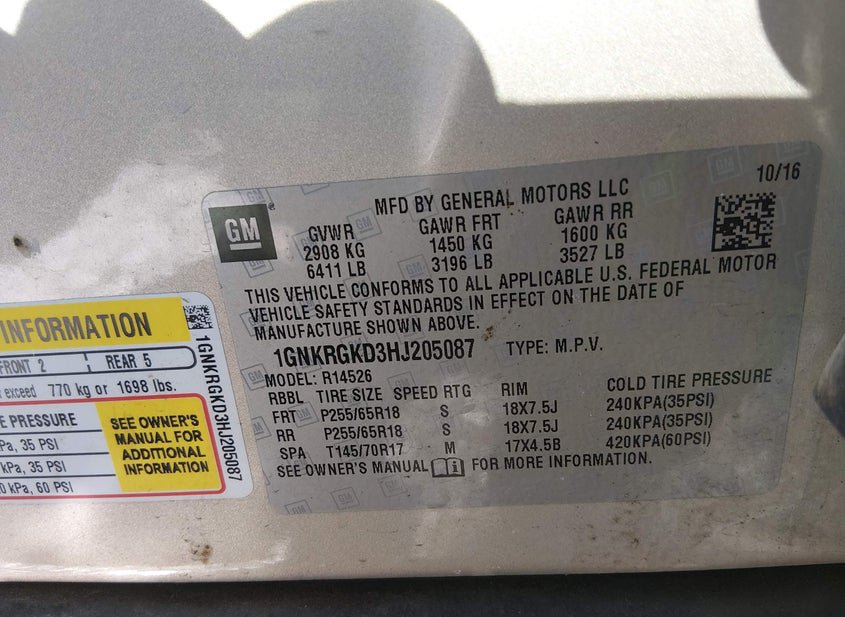 10/16
MFD BY GENERAL MOTORS LLC
GM
GVWR GAWR FRT GAWR RR
2908 KG 1450 KG 1600 KG
6411 LB 3196 LB 3527 LB
THIS VEHICLE CONFORMS TO ALL APPLICABLE U.S. FEDERAL MOTOR
VEHICLE SAFETY STANDARDS IN EFFECT ON THE DATE OF
MANUFACTURE SHOWN ABOVE.
1GNKRGKD3HJ205087 TYPE: M.P.V.
MODEL: R14526
RBBL TIRE SIZE SPEED RTG RIM COLD TIRE PRESSURE
FRT P255/65R18 S 18X7.5J 240KPA(35PSI)
RR P255/65R18 S 18X7.5J 240KPA(35PSI)
SPA T145/70R17 M 17X4.5B 420KPA(60PSI)
SEE OWNER'S MANUAL FOR MORE INFORMATION.
INFORMATION
FRONT 2 REAR 5
exceed 770 kg or 1698 lbs.
E PRESSURE
kPa, 35 PSI
kPa, 35 PSI
0 kPa, 60 PSI
SEE OWNER'S
MANUAL FOR
ADDITIONAL
INFORMATION
1GNKRGKD3HJ205087